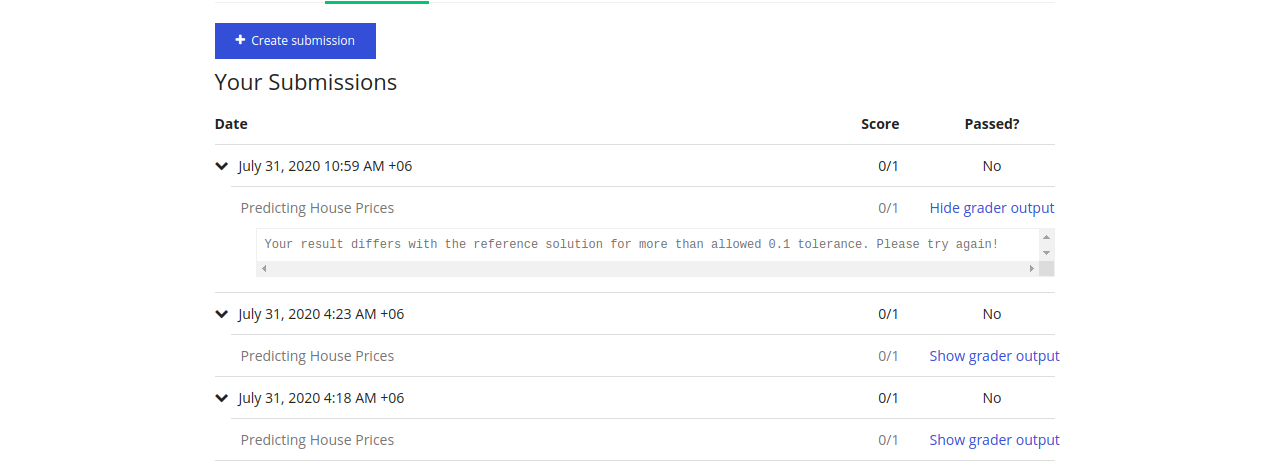 + Create submission
Your Submissions
Date Score Passed?
July 31, 2020 10:59 AM +06 0/1 No
Predicting House Prices 0/1 Hide grader output
Your result differs with the reference solution for more than allowed 0.1 tolerance. Please try again!
July 31, 2020 4:23 AM +06 0/1 No
Predicting House Prices 0/1 Show grader output
July 31, 2020 4:18 AM +06 0/1 No
Predicting House Prices 0/1 Show grader output